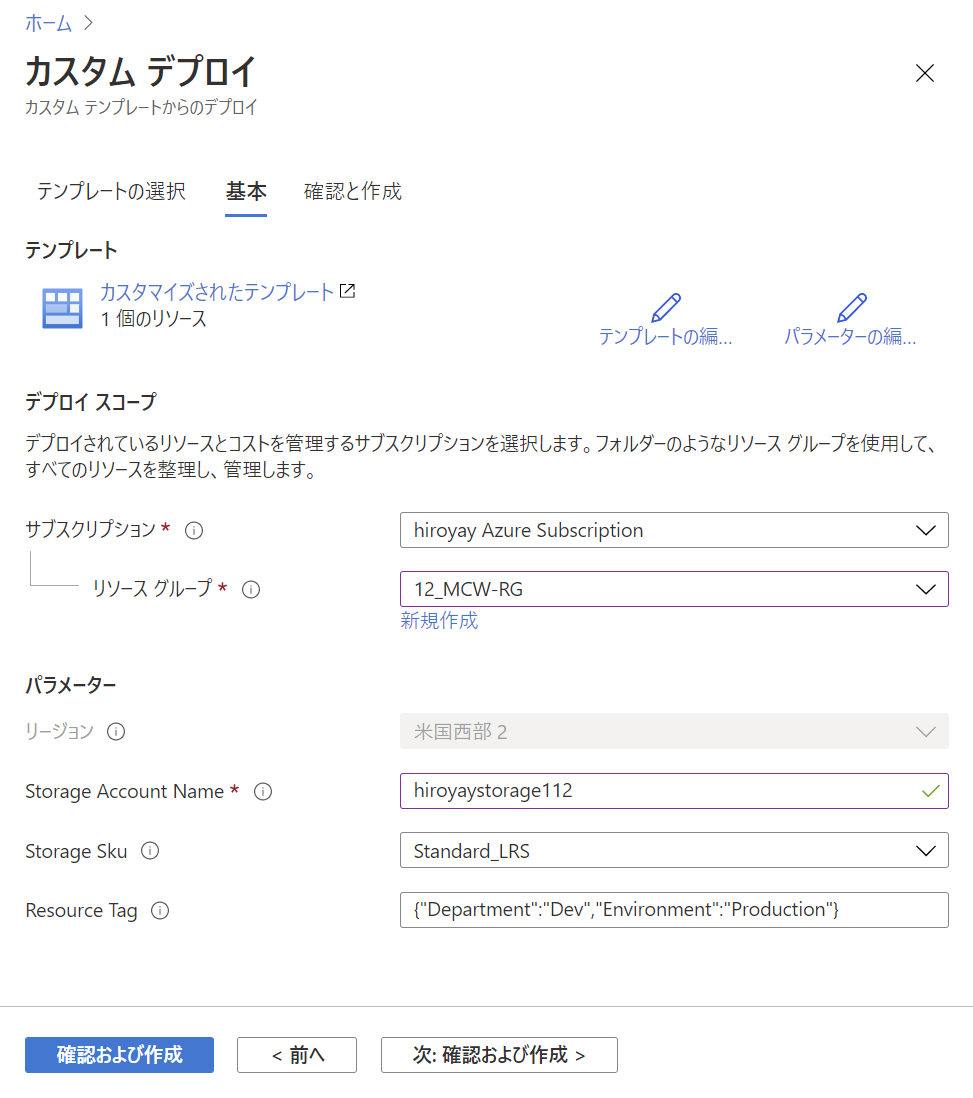 ホーム >
カスタム デプロイ
カスタム テンプレートからのデプロイ
テンプレートの選択 基本 確認と作成
テンプレート
カスタマイズされたテンプレート
1 個のリソース
テンプレートの編... パラメーターの編...
デプロイ スコープ
デプロイされているリソースとコストを管理するサブスクリプションを選択します。フォルダーのようなリソース グループを使用して、
すべてのリソースを整理し、管理します。
サブスクリプション * hiroyay Azure Subscription
リソース グループ * 12_MCW-RG
新規作成
パラメーター
リージョン 米国西部 2
Storage Account Name * hiroyaystorage112
Storage Sku Standard_LRS
Resource Tag {"Department":"Dev","Environment":"Production"}
確認および作成 < 前へ 次: 確認および作成 >